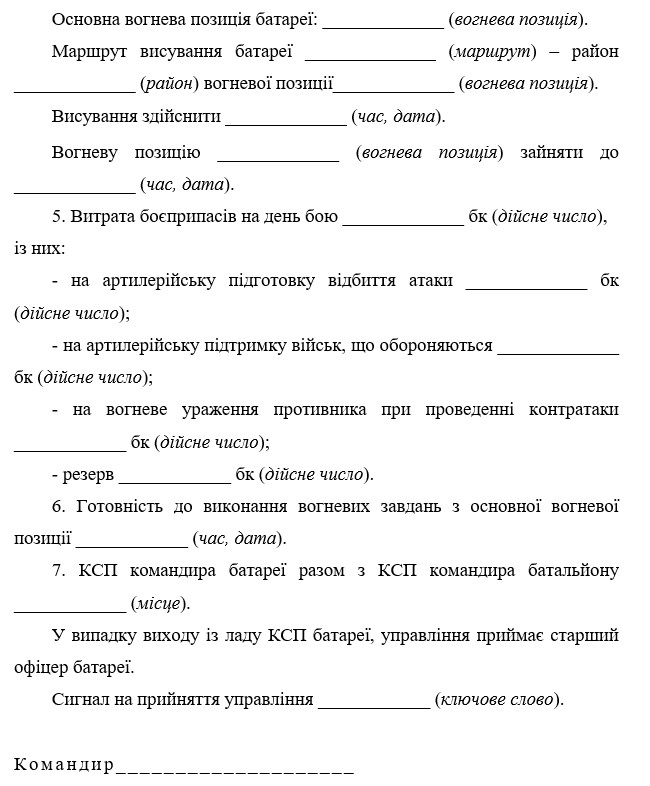 Основна вогнева позиція батареї: _____________ (вогнева позиція).
Маршрут висування батареї ______________ (маршрут) – район
_____________ (район) вогневої позиції_____________ (вогнева позиція).
Висування здійснити _____________ (час, дата).
Вогневу позицію _____________ (вогнева позиція) зайняти до
_____________ (час, дата).
5. Витрата боєприпасів на день бою _____________ бк (дійсне число),
із них:
- на артилерійську підготовку відбиття атаки _____________ бк
(дійсне число);
- на артилерійську підтримку військ, що обороняються _____________
бк (дійсне число);
- на вогневе ураження противника при проведенні контратаки
____________ бк (дійсне число);
- резерв ____________ бк (дійсне число).
6. Готовність до виконання вогневих завдань з основної вогневої
позиції ____________ (час, дата).
7. КСП командира батареї разом з КСП командира батальйону
____________ (місце).
У випадку виходу із ладу КСП батареї, управління приймає старший
офіцер батареї.
Сигнал на прийняття управління ____________ (ключове слово).
Командир____________________